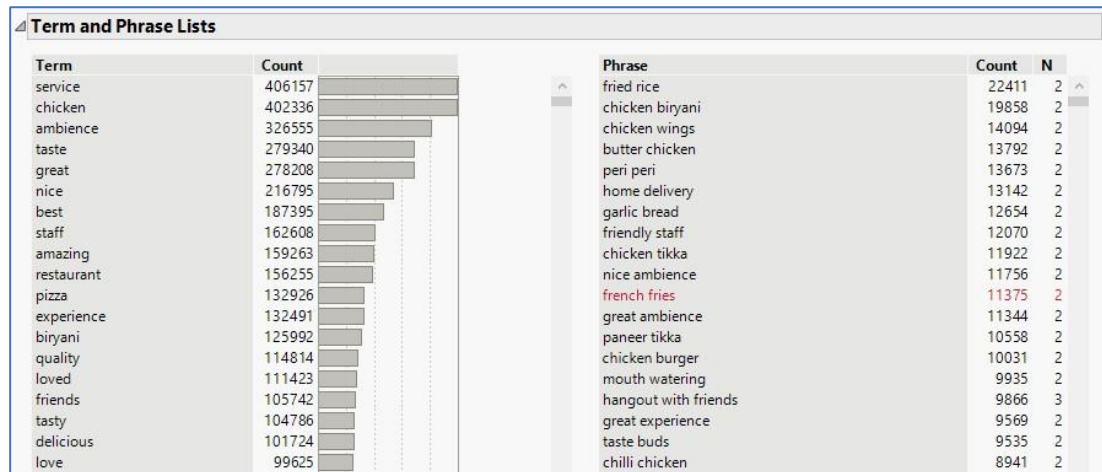 Term and Phrase Lists
Term Count
service 406157
chicken 402336
ambience 326555
taste 279340
great 278208
nice 216795
best 187395
staff 162608
amazing 159263
restaurant 156255
pizza 132926
experience 132491
biryani 125992
quality 114814
loved 111423
friends 105742
tasty 104786
delicious 101724
love 99625
Phrase Count N
fried rice 22411 2
chicken biryani 19858 2
chicken wings 14094 2
butter chicken 13792 2
peri peri 13673 2
home delivery 13142 2
garlic bread 12654 2
friendly staff 12070 2
chicken tikka 11922 2
nice ambience 11756 2
french fries 11375 2
great ambience 11344 2
paneer tikka 10558 2
chicken burger 10031 2
mouth watering 9935 2
hangout with friends 9866 3
great experience 9569 2
taste buds 9535 2
chilli chicken 8941 2